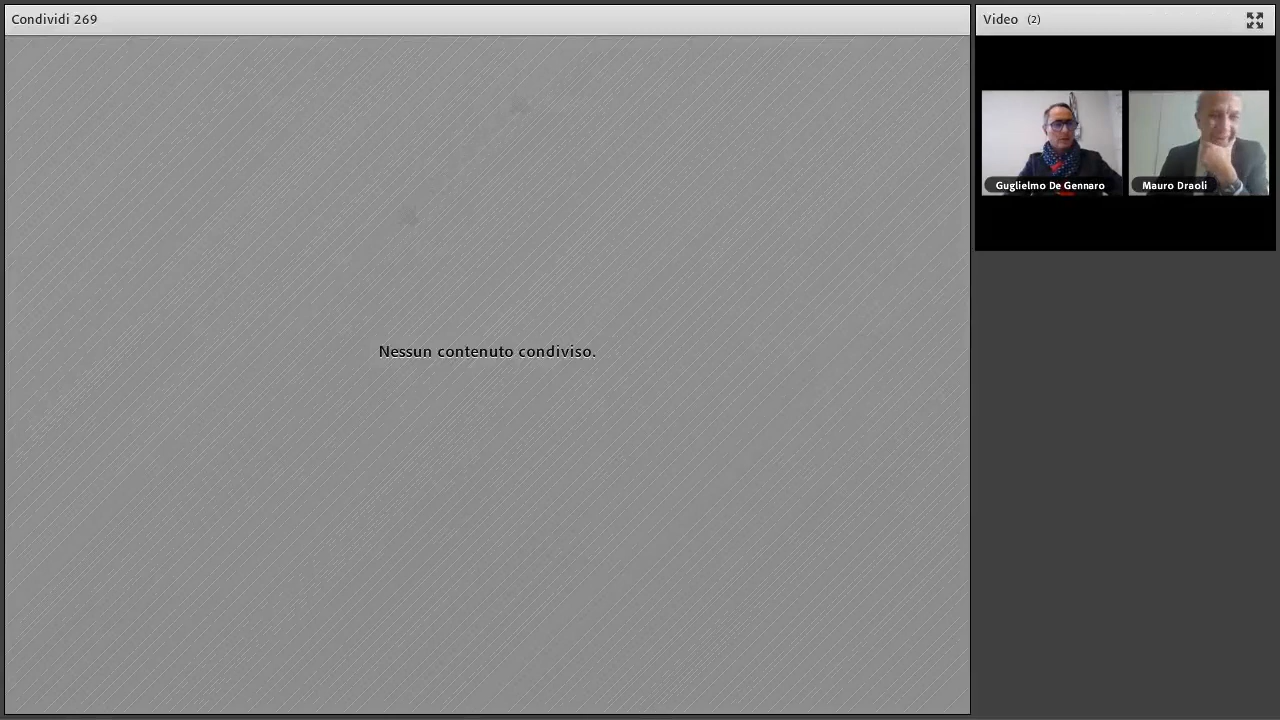 Condividi 269
Video (2)
Guglielmo De Gennaro
Mauro Draoli
Nessun contenuto condiviso.